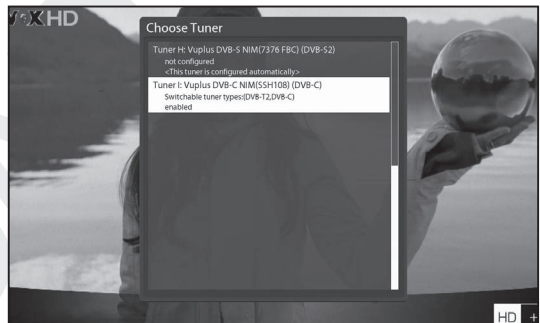 VOXHD
Choose Tuner
Tuner H: Vuplus DVB-S NIM(7376 FBC) (DVB-S2)
not configured
<This tuner is configured automatically>
Tuner I: Vuplus DVB-C NIM(SSH108) (DVB-C)
Switchable tuner types:(DVB-T2,DVB-C)
enabled
HD +